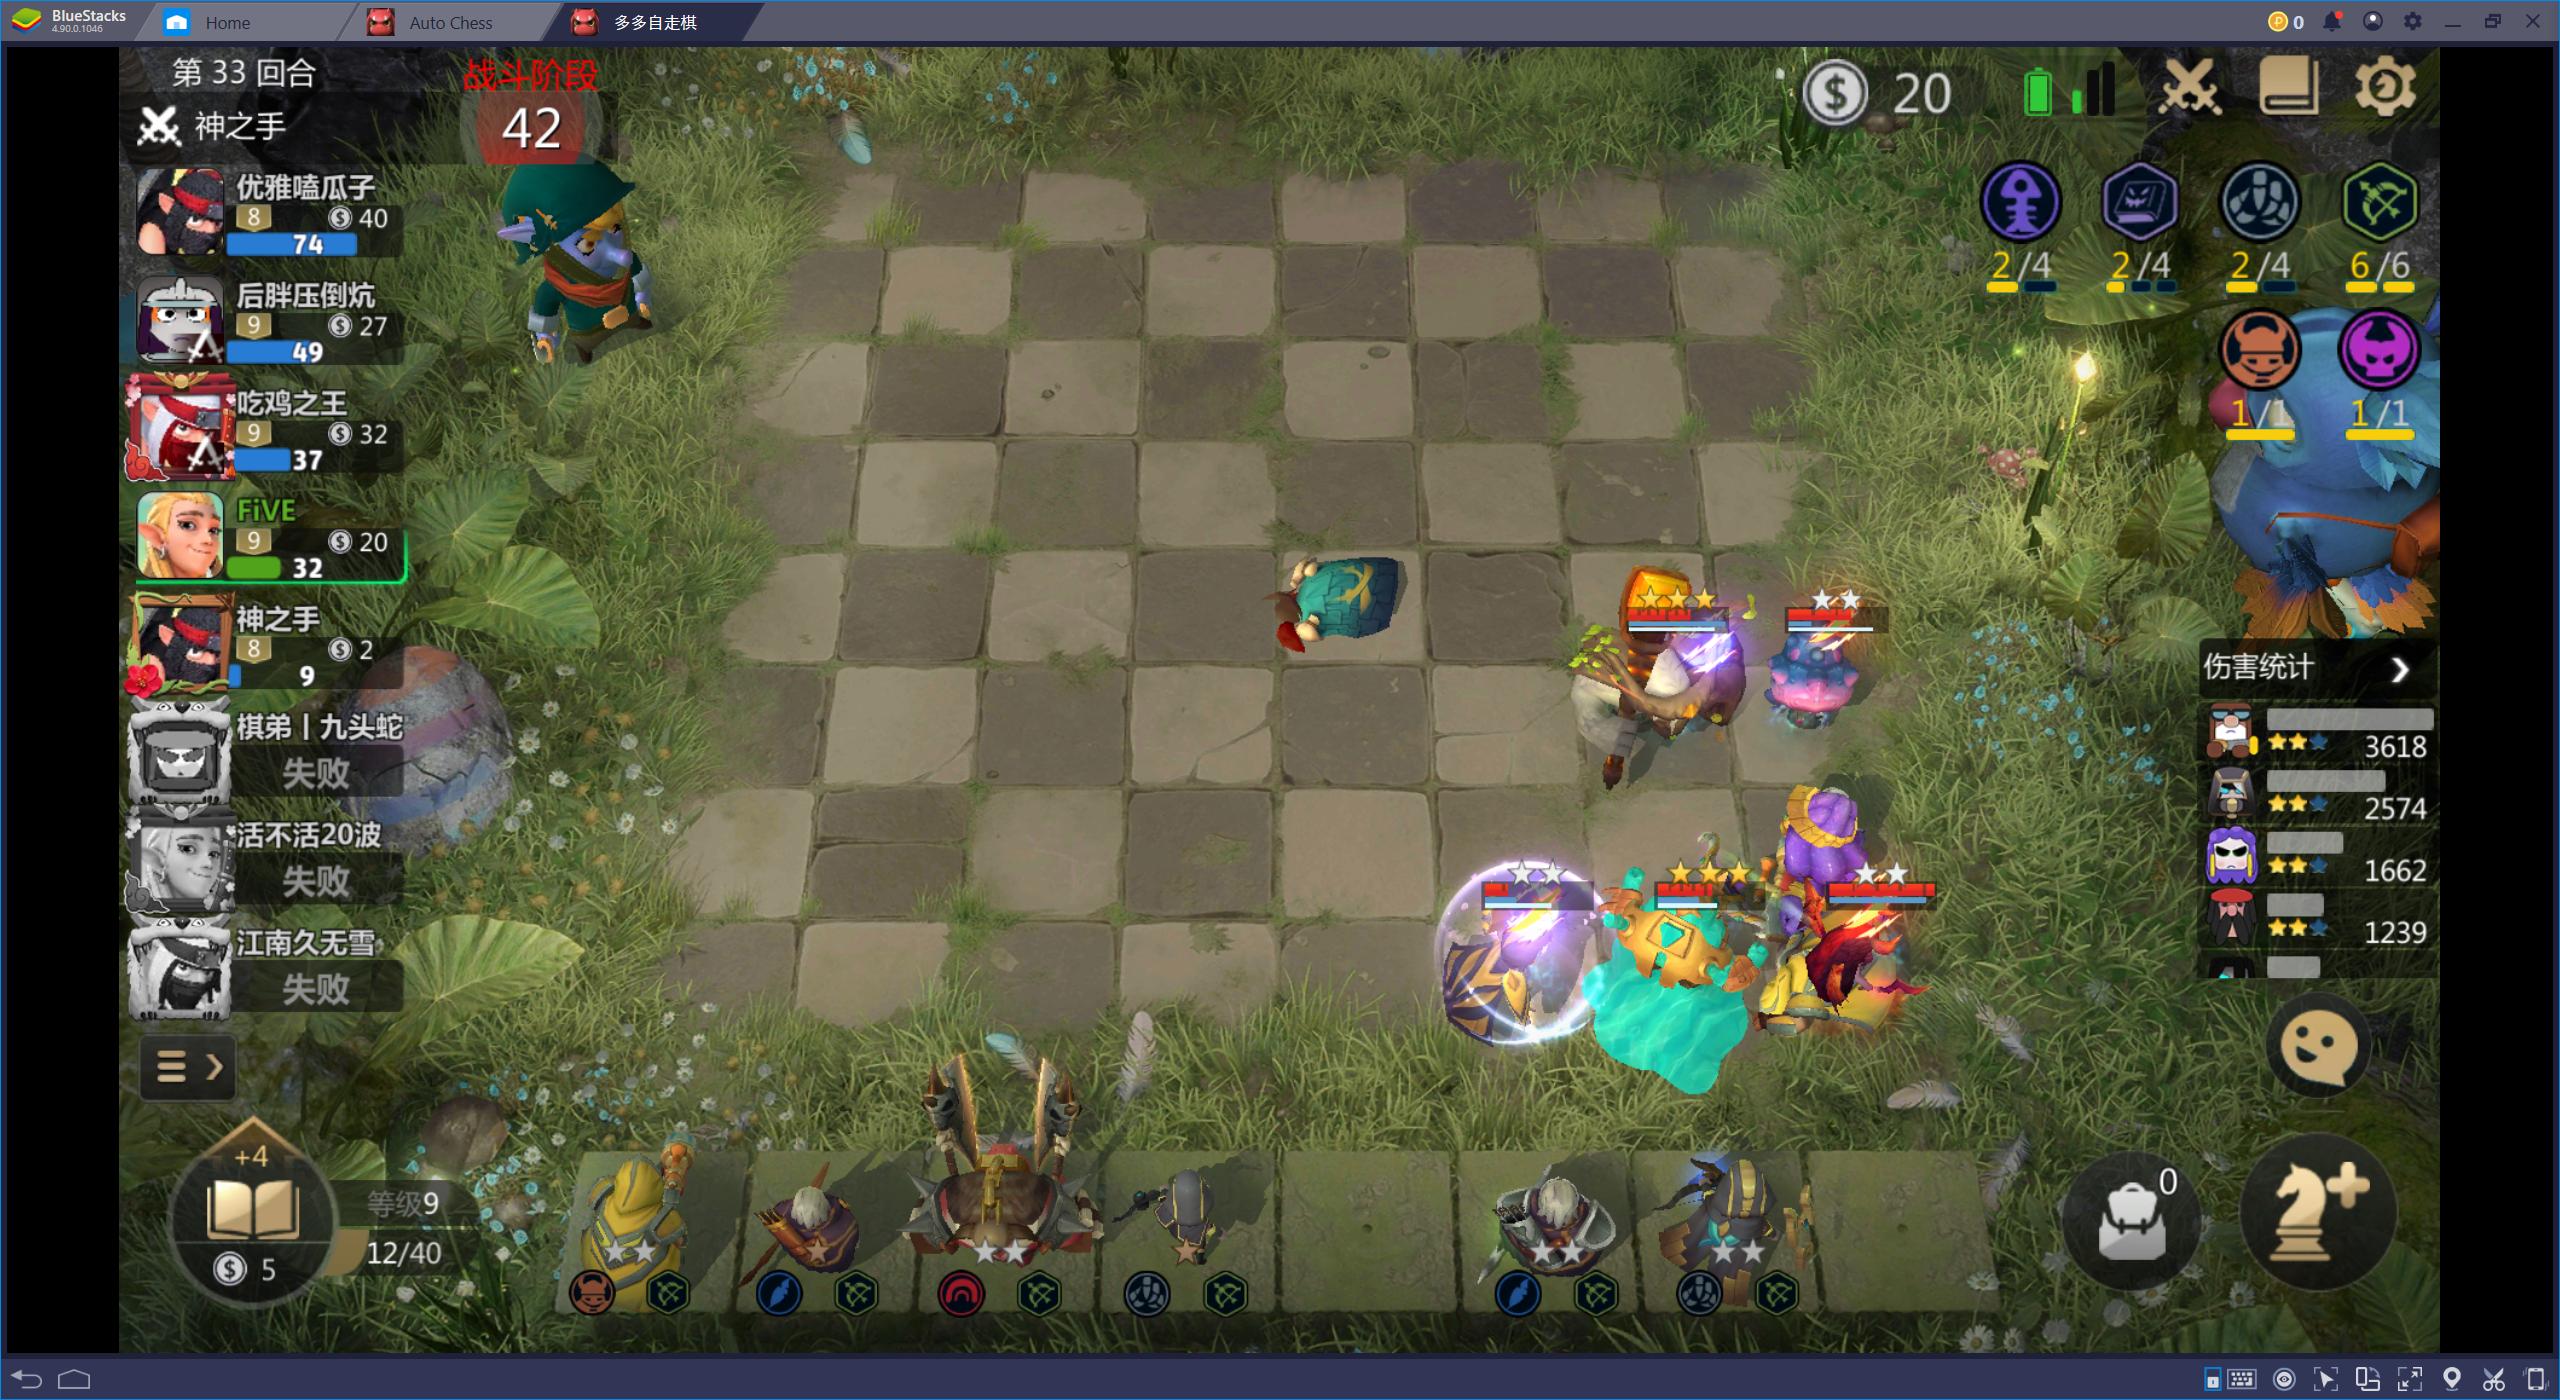 BlueStacks
4.90.0.1046
Home
Auto Chess
多多自走棋
0
第 33 回合
战斗阶段
神之手
42
20
优雅嗑瓜子
8
40
74
后胖压倒炕
9
27
49
吃鸡之王
9
32
37
FiVE
9
20
32
神之手
8
2
9
棋弟丨九头蛇
失败
活不活20波
失败
江南久无雪
失败
2/4
2/4
2/4
6/6
1/1
1/1
伤害统计
3618
2574
1662
1239
+4
5
等级9
12/40
0